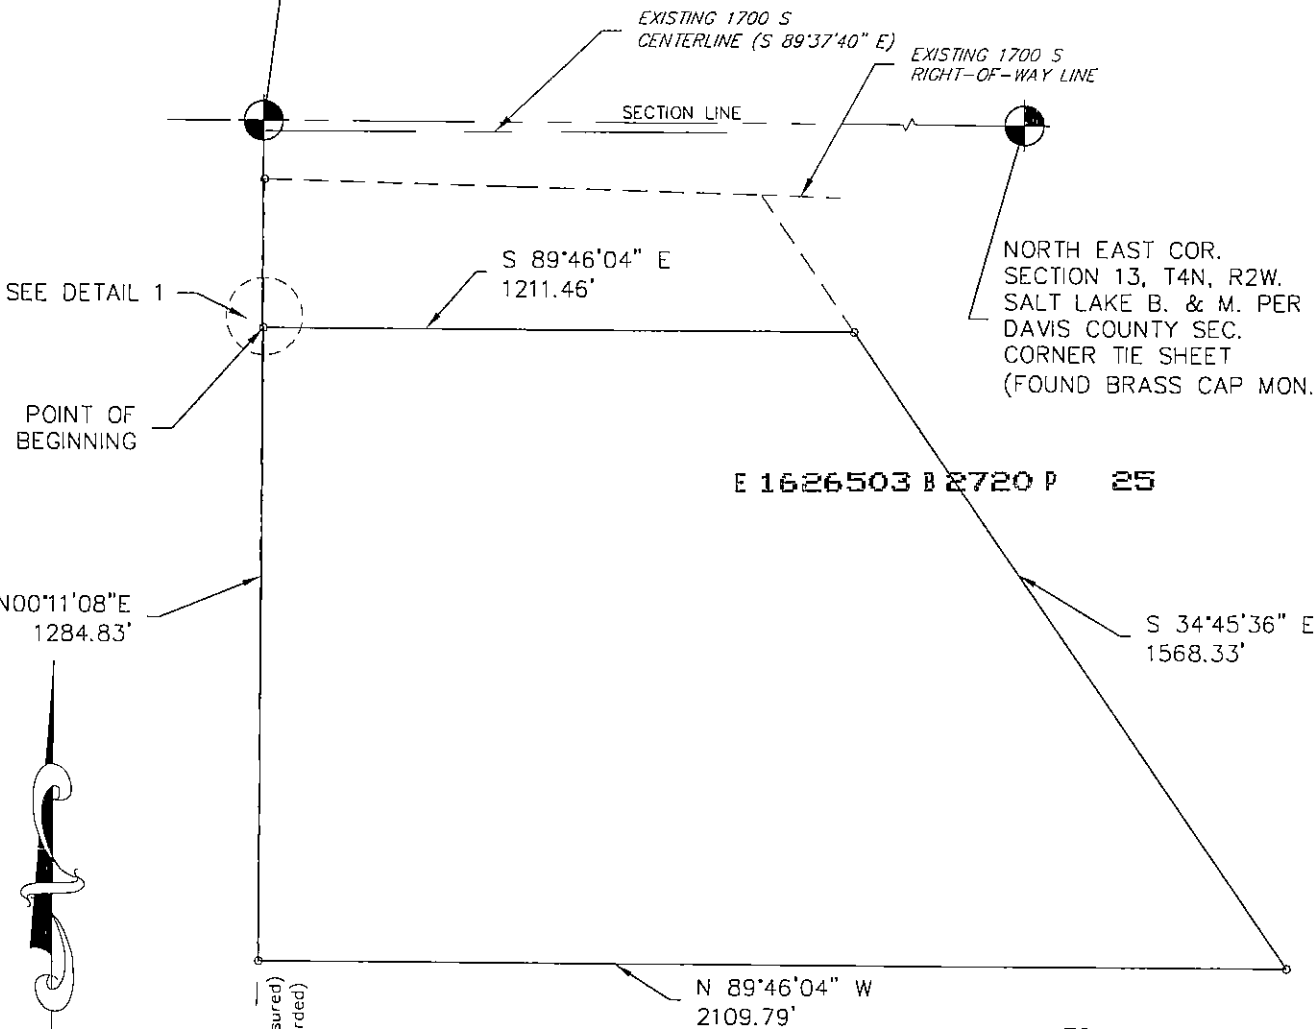 EXISTING 1700 S
CENTERLINE (S 89°37'40" E)
EXISTING 1700 S
RIGHT-OF-WAY LINE
SECTION LINE
S 89°46'04" E
1211.46'
SEE DETAIL 1
NORTH EAST COR.
SECTION 13, T4N, R2W.
SALT LAKE B. & M. PER
DAVIS COUNTY SEC.
CORNER TIE SHEET
(FOUND BRASS CAP MON.
POINT OF
BEGINNING
E 1626503 B 2720 P 25
N00°11'08"E
1284.83'
S 34°45'36" E
1568.33'
N 89°46'04" W
2109.79'
sured)
rded)